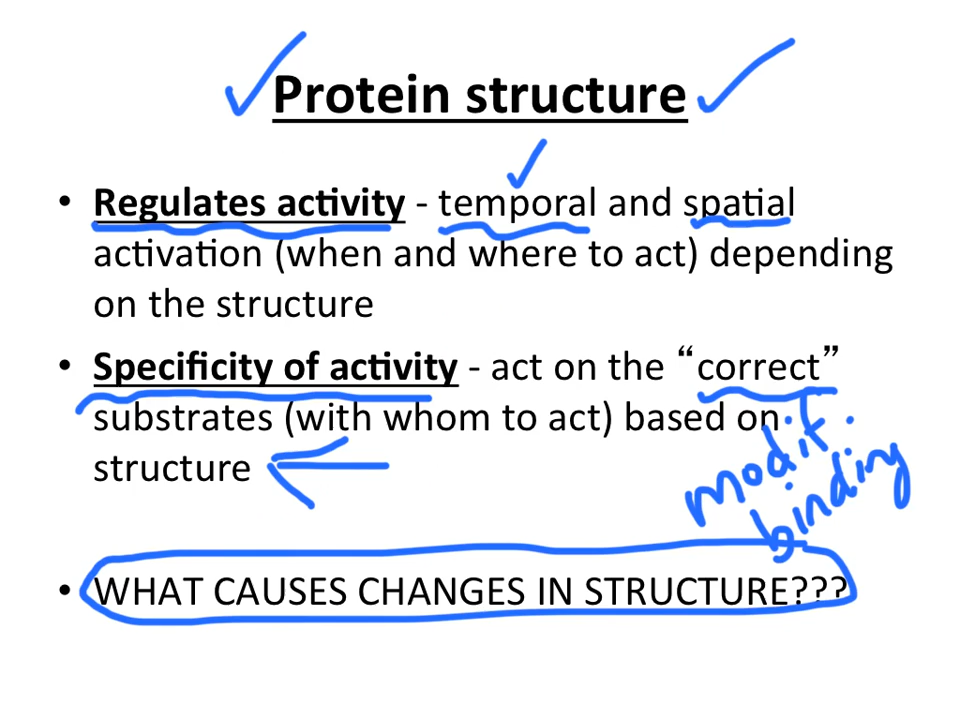 Protein structure
• Regulates activity - temporal and spatial
activation (when and where to act) depending
on the structure
• Specificity of activity - act on the “correct”
substrates (with whom to act) based on
structure
modif.
binding
• WHAT CAUSES CHANGES IN STRUCTURE???